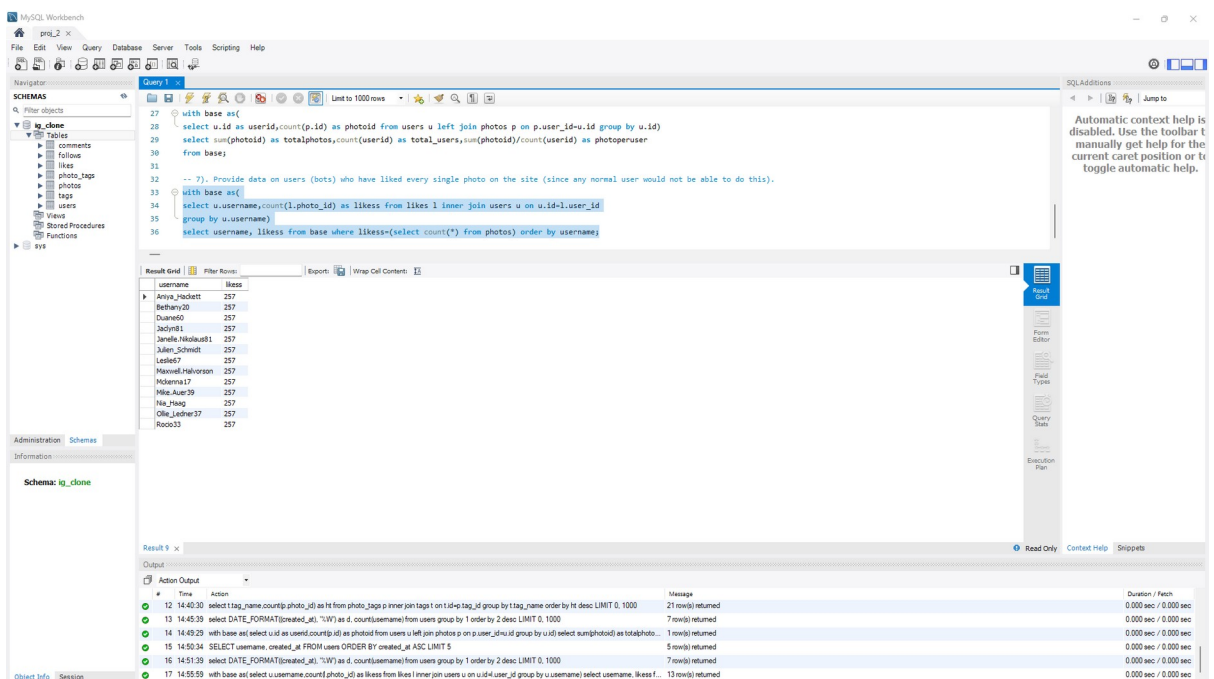 MySQL Workbench
proj_2 ×
File Edit View Query Database Server Tools Scripting Help
Navigator
SCHEMAS
Filter objects
ig_clone
Tables
comments
follows
likes
photo_tags
photos
tags
users
Views
Stored Procedures
Functions
sys
Administration Schemas
Information
Schema: ig_clone
Object Info Session
Query 1 ×
Limit to 1000 rows
27 with base as(
28 select u.id as userid,count(p.id) as photoid from users u left join photos p on p.user_id=u.id group by u.id)
29 select sum(photoid) as totalphotos,count(userid) as total_users,sum(photoid)/count(userid) as photoperuser
30 from base;
31
32 -- 7). Provide data on users (bots) who have liked every single photo on the site (since any normal user would not be able to do this).
33 with base as(
34 select u.username,count(l.photo_id) as likess from likes l inner join users u on u.id=l.user_id
35 group by u.username)
36 select username, likess from base where likess=(select count(*) from photos) order by username;
Result Grid Filter Rows: Export: Wrap Cell Content:
username likess
Aniya_Hackett 257
Bethany20 257
Duane60 257
Jaclyn81 257
Janelle.Nikolaus81 257
Julien_Schmidt 257
Leslie67 257
Maxwell.Halvorson 257
Mckenna17 257
Mike.Auer39 257
Nia_Haag 257
Ollie_Ledner37 257
Rocio33 257
Result Grid
Form Editor
Field Types
Query Stats
Execution Plan
Result 9 ×
Read Only
SQLAdditions
Jump to
Automatic context help is
disabled. Use the toolbar t
manually get help for the
current caret position or to
toggle automatic help.
Context Help Snippets
Output
Action Output
# Time Action Message Duration / Fetch
12 14:40:30 select t.tag_name,count(p.photo_id) as ht from photo_tags p inner join tags t on t.id=p.tag_id group by t.tag_name order by ht desc LIMIT 0, 1000 21 row(s) returned 0.000 sec / 0.000 sec
13 14:45:39 select DATE_FORMAT((created_at), '%W') as d, count(username) from users group by 1 order by 2 desc LIMIT 0, 1000 7 row(s) returned 0.000 sec / 0.000 sec
14 14:49:29 with base as( select u.id as userid,count(p.id) as photoid from users u left join photos p on p.user_id=u.id group by u.id) select sum(photoid) as totalphoto... 1 row(s) returned 0.000 sec / 0.000 sec
15 14:50:34 SELECT username, created_at FROM users ORDER BY created_at ASC LIMIT 5 5 row(s) returned 0.000 sec / 0.000 sec
16 14:51:39 select DATE_FORMAT((created_at), '%W') as d, count(username) from users group by 1 order by 2 desc LIMIT 0, 1000 7 row(s) returned 0.000 sec / 0.000 sec
17 14:55:59 with base as( select u.username,count(l.photo_id) as likess from likes l inner join users u on u.id=l.user_id group by u.username) select username, likess f... 13 row(s) returned 0.000 sec / 0.000 sec